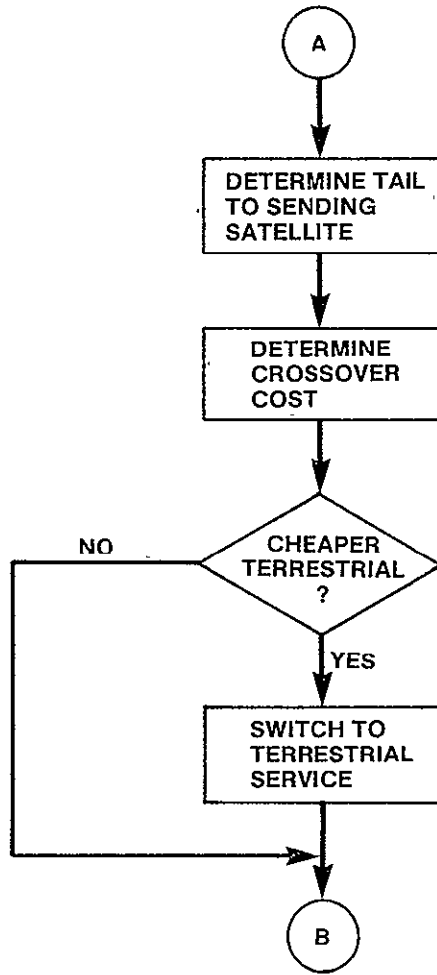 A
DETERMINE TAIL
TO SENDING
SATELLITE
DETERMINE
CROSSOVER
COST
CHEAPER
TERRESTRIAL
?
NO
YES
SWITCH TO
TERRESTRIAL
SERVICE
B